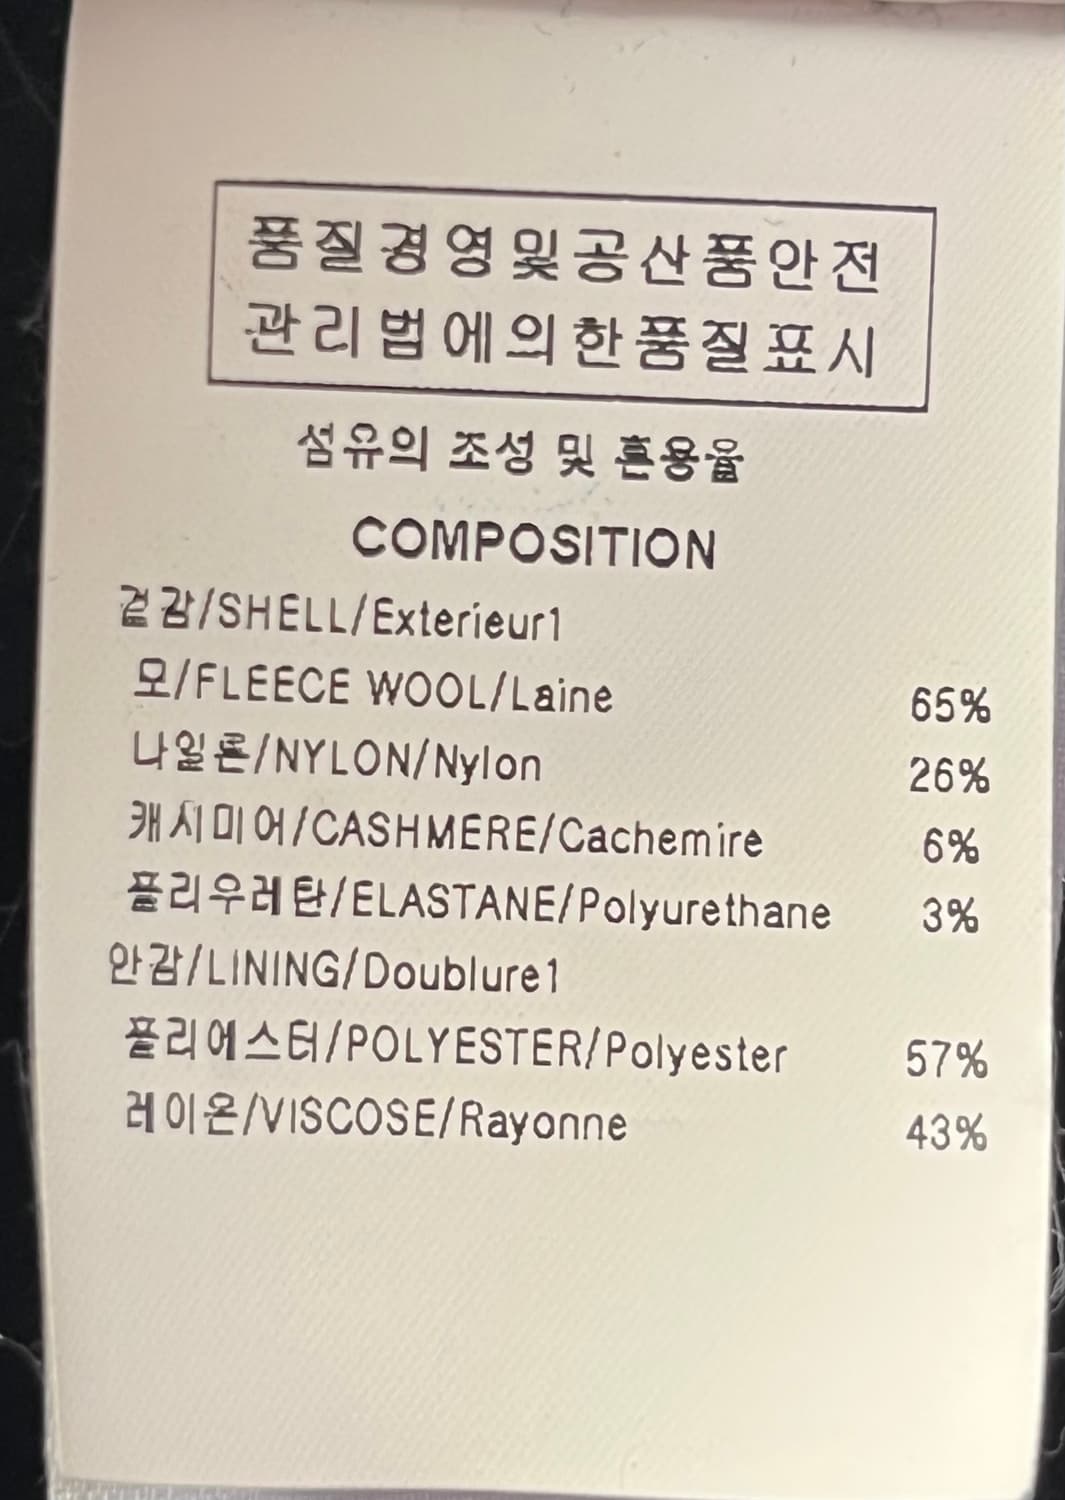 품질경영및공산품안전
관리법에의한품질표시
섬유의 조성 및 혼용율
COMPOSITION
겉감/SHELL/Exterieur1
모/FLEECE WOOL/Laine 65%
나일론/NYLON/Nylon 26%
캐시미어/CASHMERE/Cachemire 6%
폴리우레탄/ELASTANE/Polyurethane 3%
안감/LINING/Doublure1
폴리에스터/POLYESTER/Polyester 57%
레이온/VISCOSE/Rayonne 43%